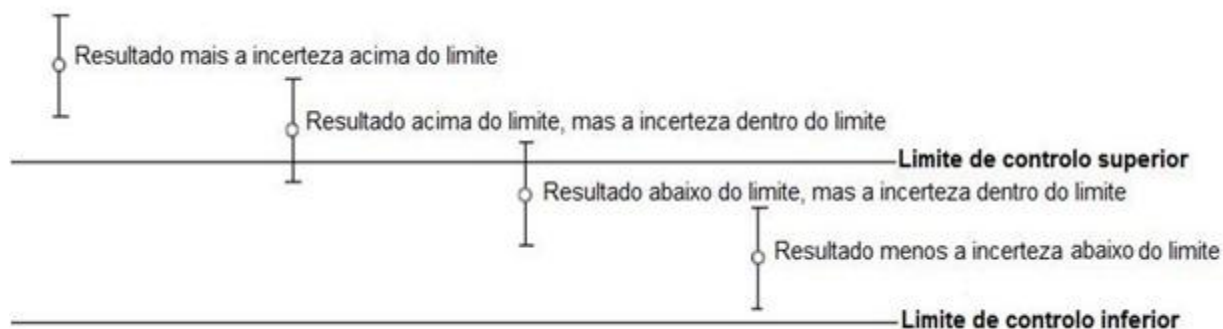 Resultado mais a incerteza acima do limite
Resultado acima do limite, mas a incerteza dentro do limite
Limite de controlo superior
Resultado abaixo do limite, mas a incerteza dentro do limite
Resultado menos a incerteza abaixo do limite
Limite de controlo inferior